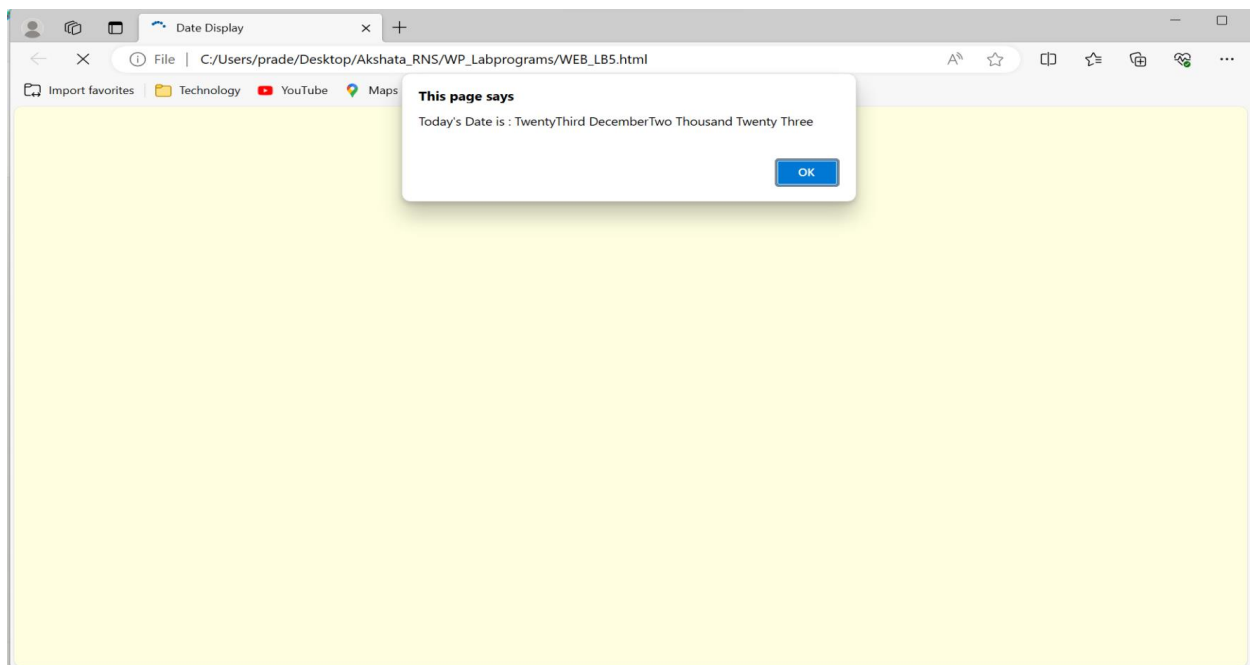 Date Display
File | C:/Users/prade/Desktop/Akshata_RNS/WP_Labprograms/WEB_LB5.html
Import favorites Technology YouTube Maps
This page says
Today's Date is : TwentyThird DecemberTwo Thousand Twenty Three
OK